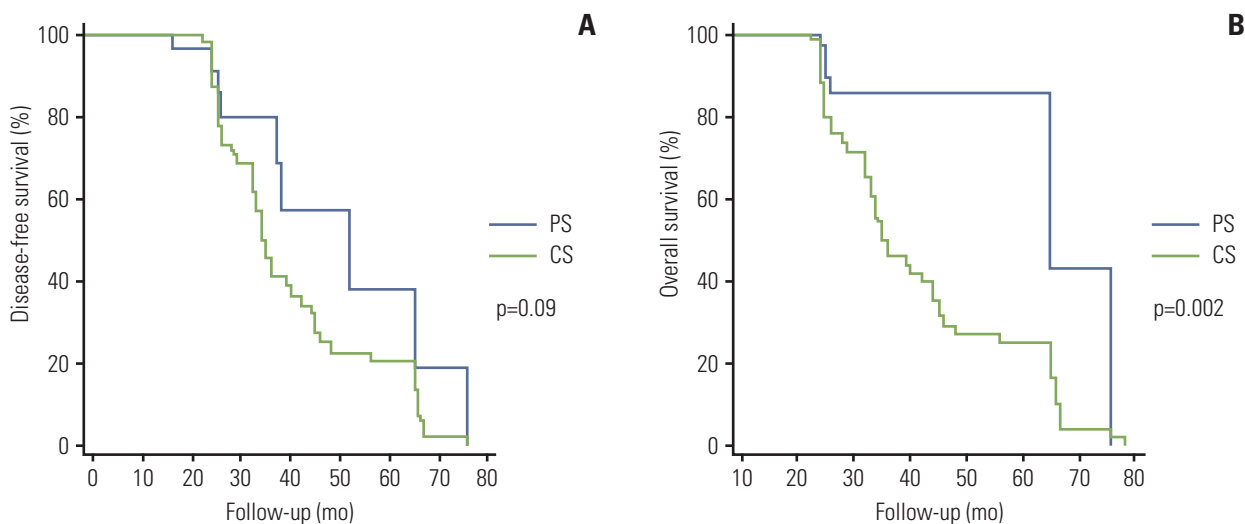 A
Disease-free survival (%)
100
80
60
40
20
0
0 10 20 30 40 50 60 70 80
Follow-up (mo)
PS
CS
p=0.09
B
Overall survival (%)
100
80
60
40
20
0
10 20 30 40 50 60 70 80
Follow-up (mo)
PS
CS
p=0.002